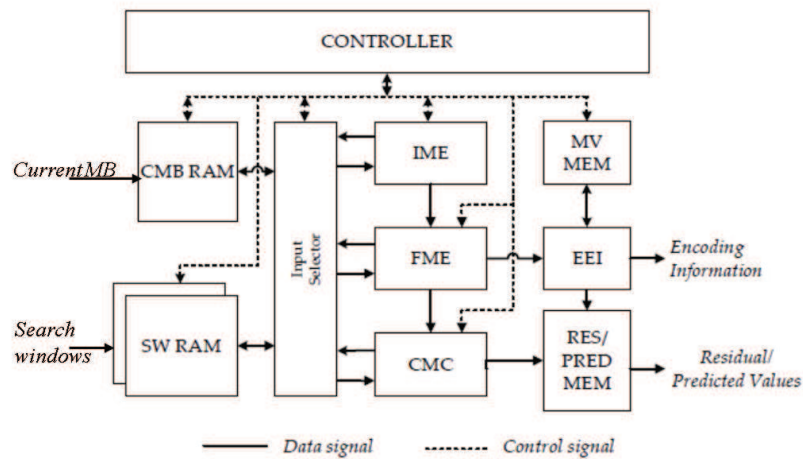 CONTROLLER
CurrentMB
CMB RAM
Input
Selector
IME
MV
MEM
FME
EEI
Encoding
Information
Search
windows
SW RAM
CMC
RES/
PRED
MEM
Residual/
Predicted Values
Data signal
Control signal